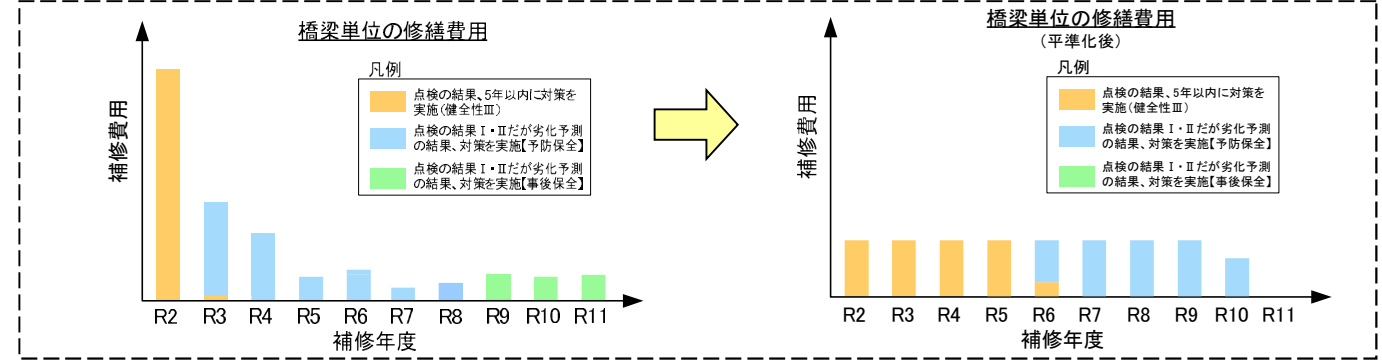 橋梁単位の修繕費用
凡例
点検の結果、5年以内に対策を
実施(健全性Ⅲ)
点検の結果Ⅰ・Ⅱだが劣化予測
の結果、対策を実施【予防保全】
点検の結果Ⅰ・Ⅱだが劣化予測
の結果、対策を実施【事後保全】
補修費用
R2 R3 R4 R5 R6 R7 R8 R9 R10 R11
補修年度
橋梁単位の修繕費用
(平準化後)
凡例
点検の結果、5年以内に対策を
実施(健全性Ⅲ)
点検の結果Ⅰ・Ⅱだが劣化予測
の結果、対策を実施【予防保全】
点検の結果Ⅰ・Ⅱだが劣化予測
の結果、対策を実施【事後保全】
補修費用
R2 R3 R4 R5 R6 R7 R8 R9 R10 R11
補修年度